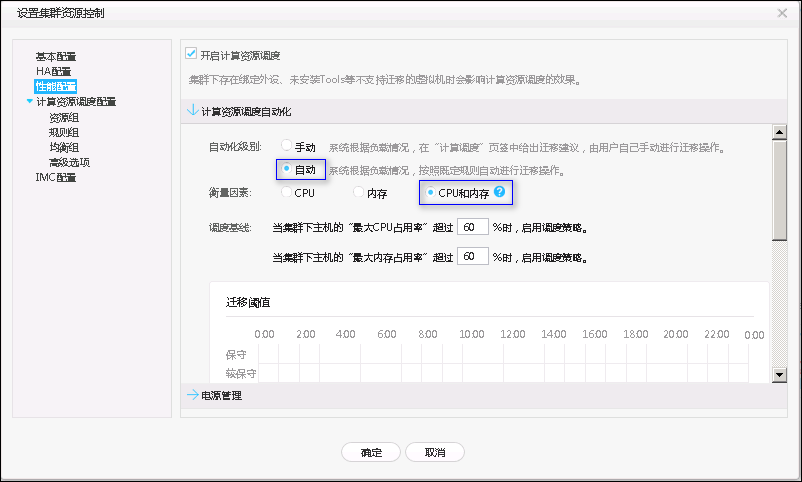 设置集群资源控制
基本配置
HA配置
性能配置
计算资源调度配置
资源组
规则组
均衡组
高级选项
IMC配置
开启计算资源调度
集群下存在绑定外设、未安装Tools等不支持迁移的虚拟机时会影响计算资源调度的效果。
计算资源调度自动化
自动化级别: 手动 系统根据负载情况，在“计算调度”页签中给出迁移建议，由用户自己手动进行迁移操作。
自动 系统根据负载情况，按照既定规则自动进行迁移操作。
衡量因素: CPU 内存 CPU和内存 ?
调度基线: 当集群下主机的“最大CPU占用率”超过 60 %时，启用调度策略。
当集群下主机的“最大内存占用率”超过 60 %时，启用调度策略。
迁移阈值
0:00 2:00 4:00 6:00 8:00 10:00 12:00 14:00 16:00 18:00 20:00 22:00 0:00
保守
较保守
电源管理
确定 取消